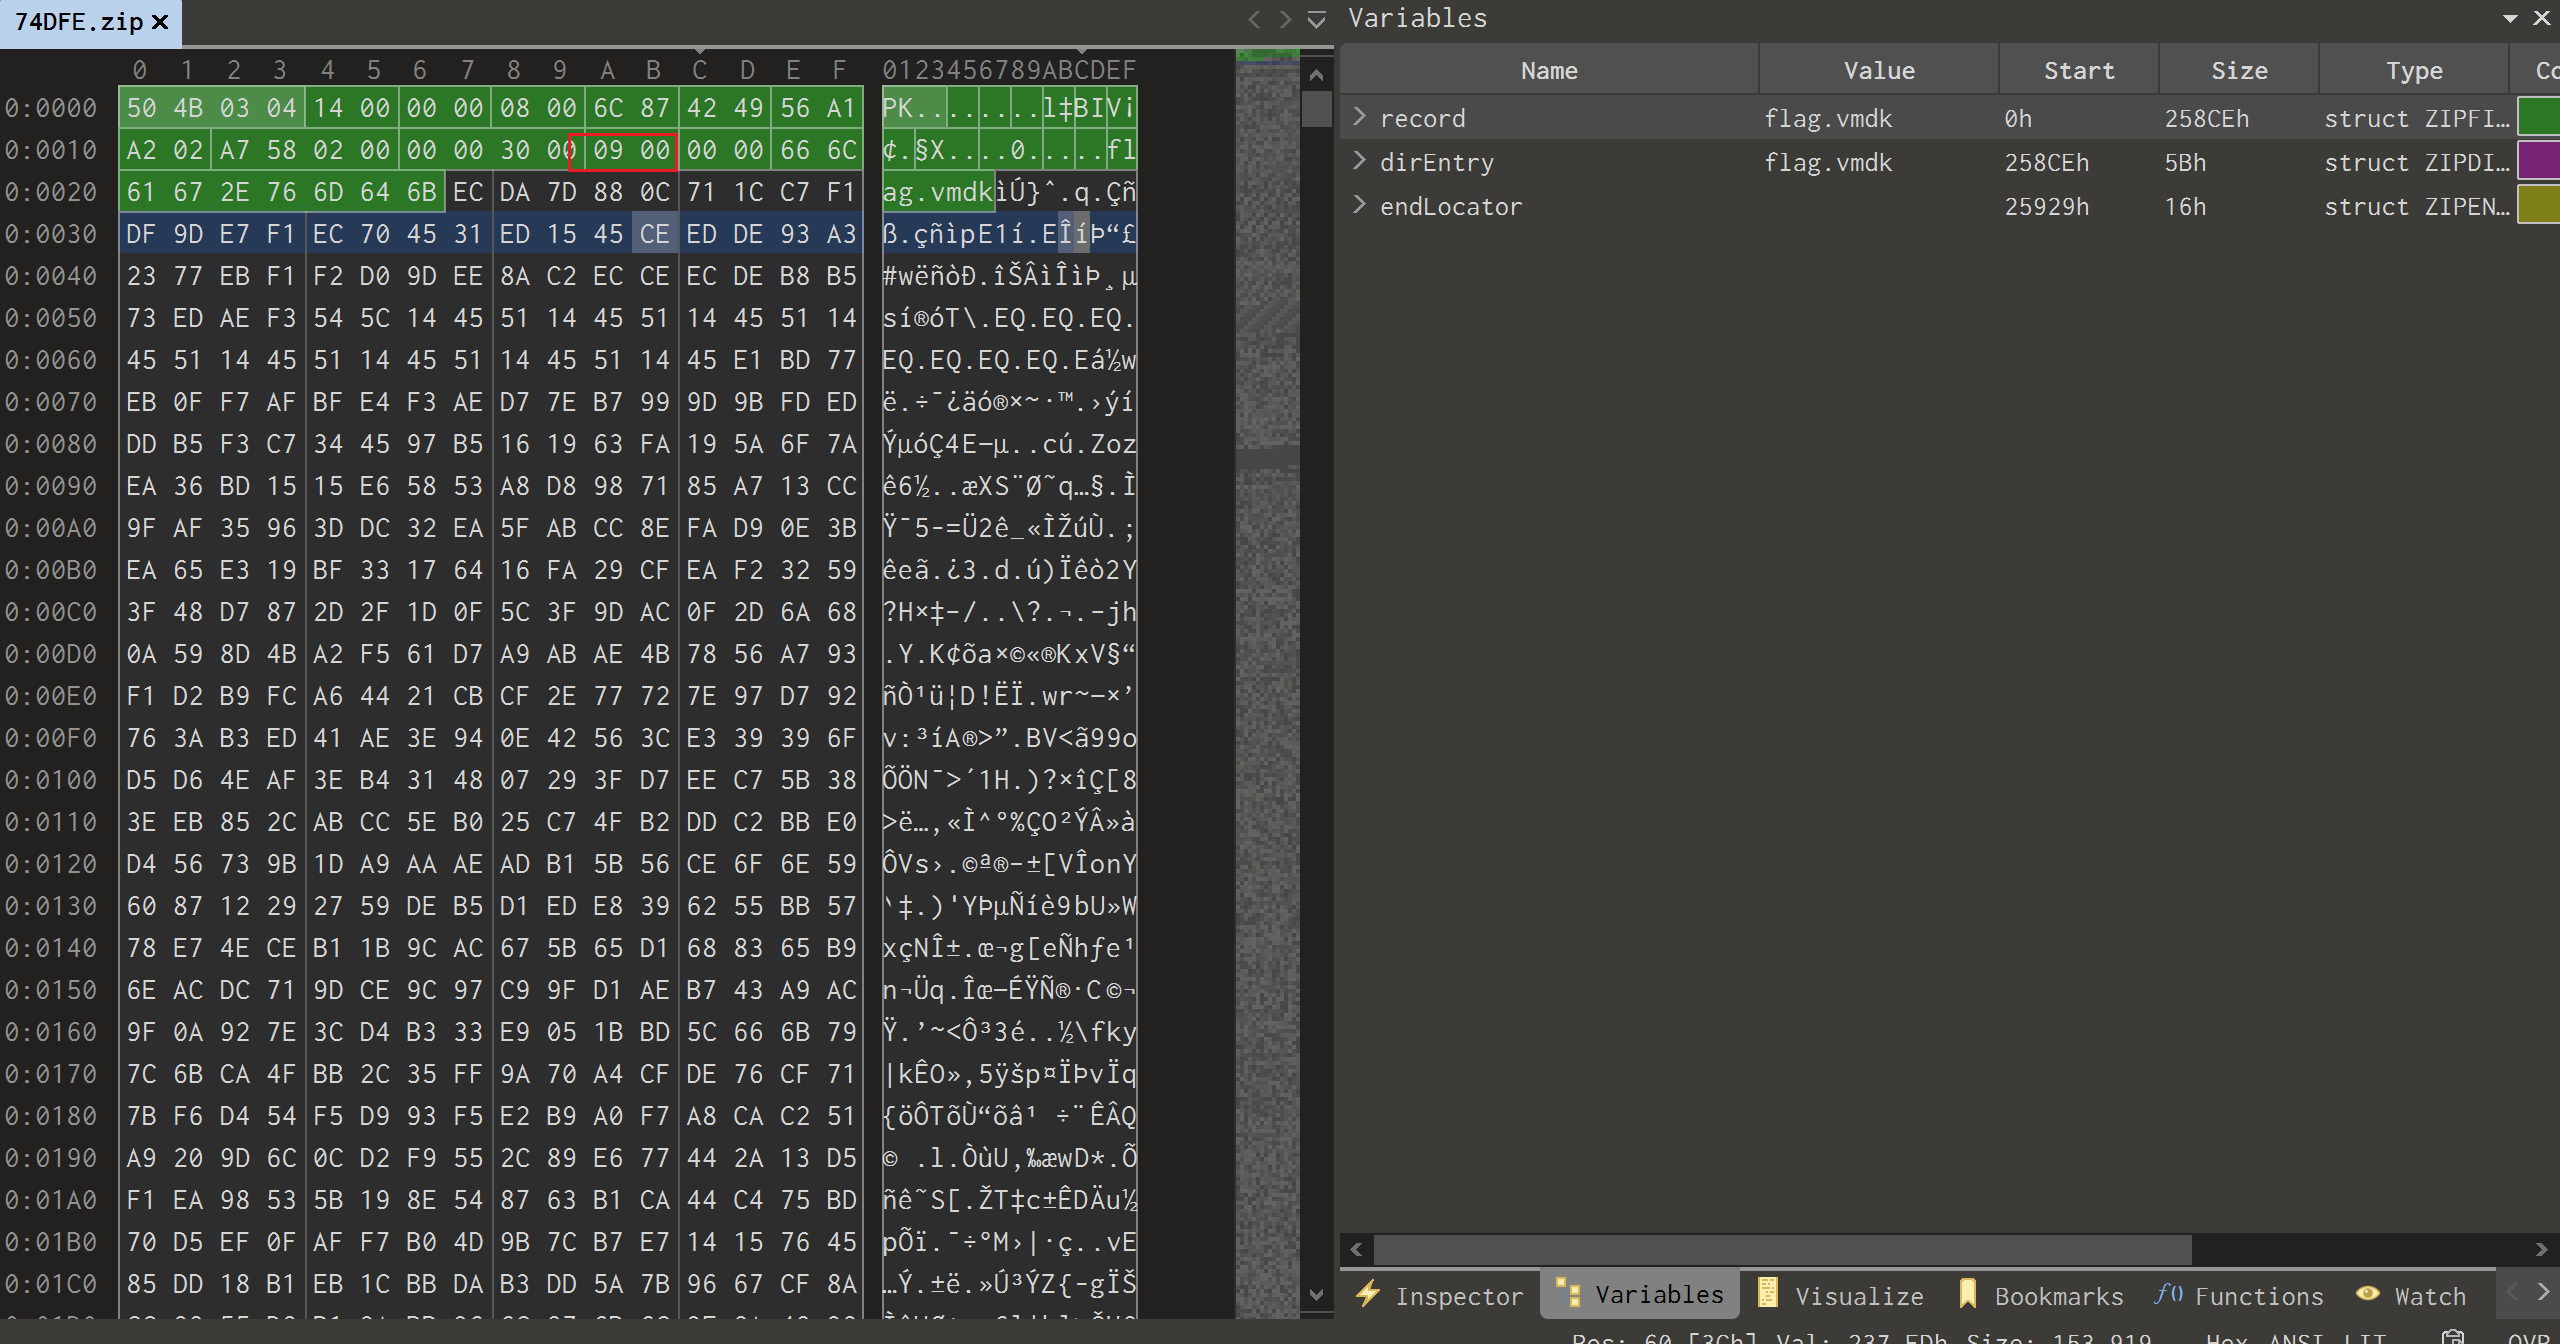 74DFE.zip
0 1 2 3 4 5 6 7 8 9 A B C D E F 0123456789ABCDEF
0:0000 50 4B 03 04 14 00 00 00 08 00 6C 87 42 49 56 A1 PK........l‡BIV¡
0:0010 A2 02 A7 58 02 00 00 00 30 00 09 00 00 00 66 6C ¢.§X....0.....fl
0:0020 61 67 2E 76 6D 64 6B EC DA 7D 88 0C 71 1C C7 F1 ag.vmdkìÚ}ˆ.q.Çñ
0:0030 DF 9D E7 F1 EC 70 45 31 ED 15 45 CE ED DE 93 A3 ß.çñìpE1í.EÎíÞ“£
0:0040 23 77 EB F1 F2 D0 9D EE 8A C2 EC CE EC DE B8 B5 #wëñòÐ.îŠÂìÎìÞ¸µ
0:0050 73 ED AE F3 54 5C 14 45 51 14 45 51 14 45 51 14 sí®óT\.EQ.EQ.EQ.
0:0060 45 51 14 45 51 14 45 51 14 45 51 14 45 E1 BD 77 EQ.EQ.EQ.EQ.Eá½w
0:0070 EB 0F F7 AF BF E4 F3 AE D7 7E B7 99 9D 9B FD ED ë.÷¯¿äó®×~·™.›ýí
0:0080 DD B5 F3 C7 34 45 97 B5 16 19 63 FA 19 5A 6F 7A ÝµóÇ4E—µ..cú.Zoz
0:0090 EA 36 BD 15 15 E6 58 53 A8 D8 98 71 85 A7 13 CC ê6½..æXS¨Ø˜q…§.Ì
0:00A0 9F AF 35 96 3D DC 32 EA 5F AB CC 8E FA D9 0E 3B Ÿ¯5–=Ü2ê_«ÌŽúÙ.;
0:00B0 EA 65 E3 19 BF 33 17 64 16 FA 29 CF EA F2 32 59 êeã.¿3.d.ú)Ïêò2Y
0:00C0 3F 48 D7 87 2D 2F 1D 0F 5C 3F 9D AC 0F 2D 6A 68 ?H×‡-/..\?.¬.-jh
0:00D0 0A 59 8D 4B A2 F5 61 D7 A9 AB AE 4B 78 56 A7 93 .Y.K¢õa×©«®KxV§“
0:00E0 F1 D2 B9 FC A6 44 21 CB CF 2E 77 72 7E 97 D7 92 ñÒ¹ü¦D!ËÏ.wr~—×’
0:00F0 76 3A B3 ED 41 AE 3E 94 0E 42 56 3C E3 39 39 6F v:³íA®>”.BV<ã99o
0:0100 D5 D6 4E AF 3E B4 31 48 07 29 3F D7 EE C7 5B 38 ÕÖN¯>´1H.)?×îÇ[8
0:0110 3E EB 85 2C AB CC 5E B0 25 C7 4F B2 DD C2 BB E0 >ë…,«Ì^°%ÇO²ÝÂ»à
0:0120 D4 56 73 9B 1D A9 AA AE AD B1 5B 56 CE 6F 6E 59 ÔVs›.©ª®-±[VÎonY
0:0130 60 87 12 29 27 59 DE B5 D1 ED E8 39 62 55 BB 57 `‡.)'YÞµÑíè9bU»W
0:0140 78 E7 4E CE B1 1B 9C AC 67 5B 65 D1 68 83 65 B9 xçNÎ±.œ¬g[eÑhƒe¹
0:0150 6E AC DC 71 9D CE 9C 97 C9 9F D1 AE B7 43 A9 AC n¬Üq.Îœ—ÉŸÑ®·C©¬
0:0160 9F 0A 92 7E 3C D4 B3 33 E9 05 1B BD 5C 66 6B 79 Ÿ.’~<Ô³3é..½\fky
0:0170 7C 6B CA 4F BB 2C 35 FF 9A 70 A4 CF DE 76 CF 71 |kÊO»,5ÿšp¤ÏÞvÏq
0:0180 7B F6 D4 54 F5 D9 93 F5 E2 B9 A0 F7 A8 CA C2 51 {öÔTõÙ“õâ¹ ÷¨ÊÂQ
0:0190 A9 20 9D 6C 0C D2 F9 55 2C 89 E6 77 44 2A 13 D5 © .l.ÒùU,‰æwD*.Õ
0:01A0 F1 EA 98 53 5B 19 8E 54 87 63 B1 CA 44 C4 75 BD ñê˜S[.ŽT‡c±ÊDÄu½
0:01B0 70 D5 EF 0F AF F7 B0 4D 9B 7C B7 E7 14 15 76 45 pÕï.¯÷°M›|·ç..vE
0:01C0 85 DD 18 B1 EB 1C BB DA B3 DD 5A 7B 96 67 CF 8A …Ý.±ë.»Ú³ÝZ{–gÏŠ
Variables
Name Value Start Size Type Co
record flag.vmdk 0h 258CEh struct ZIPFI…
dirEntry flag.vmdk 258CEh 5Bh struct ZIPDI…
endLocator 25929h 16h struct ZIPEN…
Inspector Variables Visualize Bookmarks Functions Watch
Pos: 60 [3Ch] Val: 237 EDh Size: 153,919 Hex ANSI LIT OVR